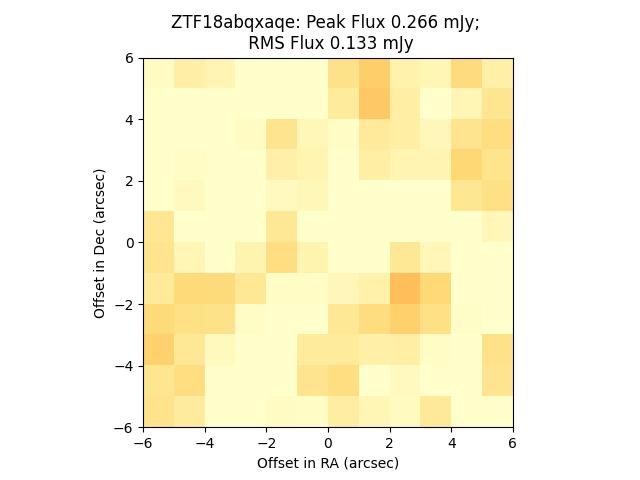 ZTF18abqxaqe: Peak Flux 0.266 mJy;
RMS Flux 0.133 mJy
6
4
2
0
−2
−4
−6
Offset in Dec (arcsec)
−6 −4 −2 0 2 4 6
Offset in RA (arcsec)